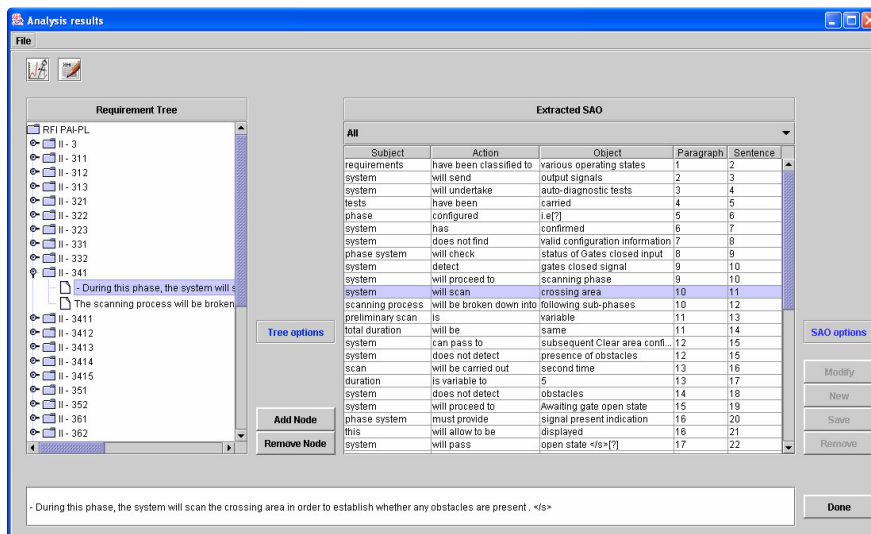 Analysis results
File
Requirement Tree
RFI PAI-PL
II - 3
II - 311
II - 312
II - 313
II - 321
II - 322
II - 323
II - 331
II - 332
II - 341
- During this phase, the system will s
The scanning process will be broken
II - 3411
II - 3412
II - 3413
II - 3414
II - 3415
II - 351
II - 352
II - 361
II - 362
Tree options
Add Node
Remove Node
Extracted SAO
All
Subject Action Object Paragraph Sentence
requirements have been classified to various operating states 1 2
system will send output signals 2 3
system will undertake auto-diagnostic tests 3 4
tests have been carried 4 5
phase configured i.e[?] 5 6
system has confirmed 6 7
system does not find valid configuration information 7 8
phase system will check status of Gates closed input 8 9
system detect gates closed signal 9 10
system will proceed to scanning phase 9 10
system will scan crossing area 10 11
scanning process will be broken down into following sub-phases 10 12
preliminary scan is variable 11 13
total duration will be same 11 14
system can pass to subsequent Clear area confi... 12 15
system does not detect presence of obstacles 12 15
scan will be carried out second time 13 16
duration is variable to 5 13 17
system does not detect obstacles 14 18
system will proceed to Awaiting gate open state 15 19
phase system must provide signal present indication 16 20
this will allow to be displayed 16 21
system will pass open state </s>[?] 17 22
SAO options
Modify
New
Save
Remove
- During this phase, the system will scan the crossing area in order to establish whether any obstacles are present . </s>
Done